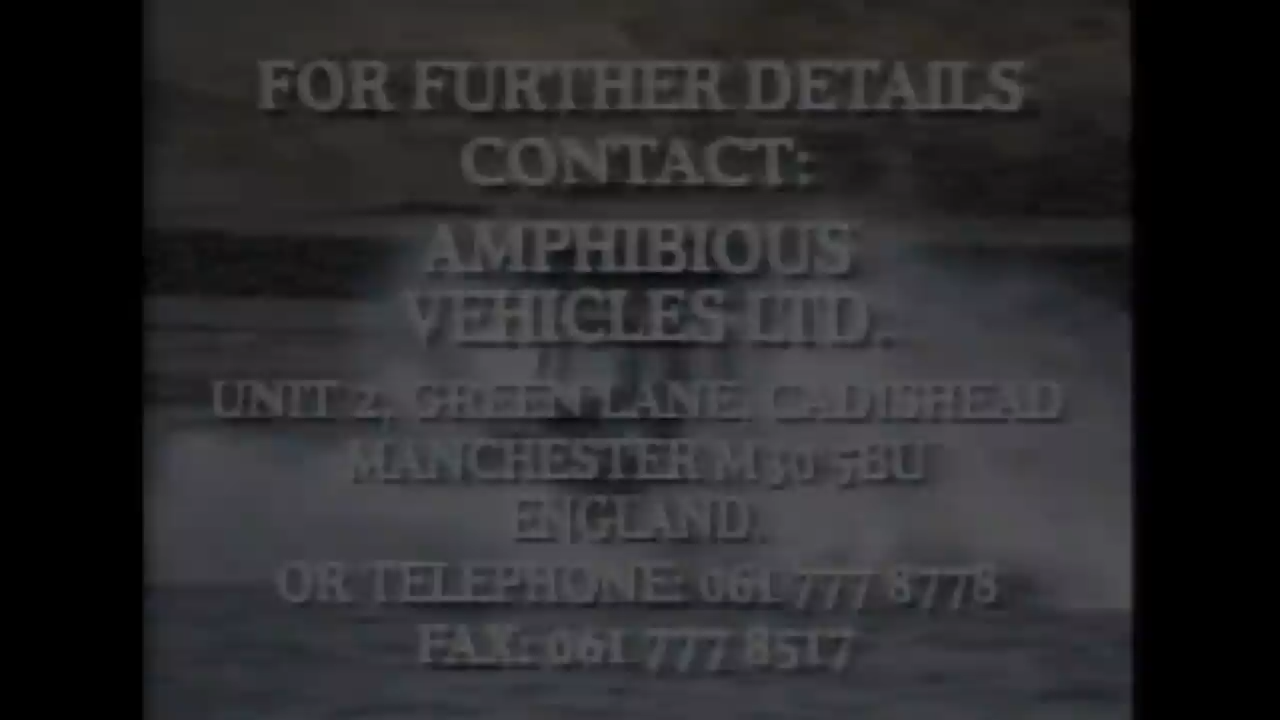 FOR FURTHER DETAILS
CONTACT:
AMPHIBIOUS
VEHICLES LTD.
UNIT 2, GREEN LANE, CADISHEAD
MANCHESTER M30 5BU
ENGLAND.
OR TELEPHONE: 061 777 8778
FAX: 061 777 8517